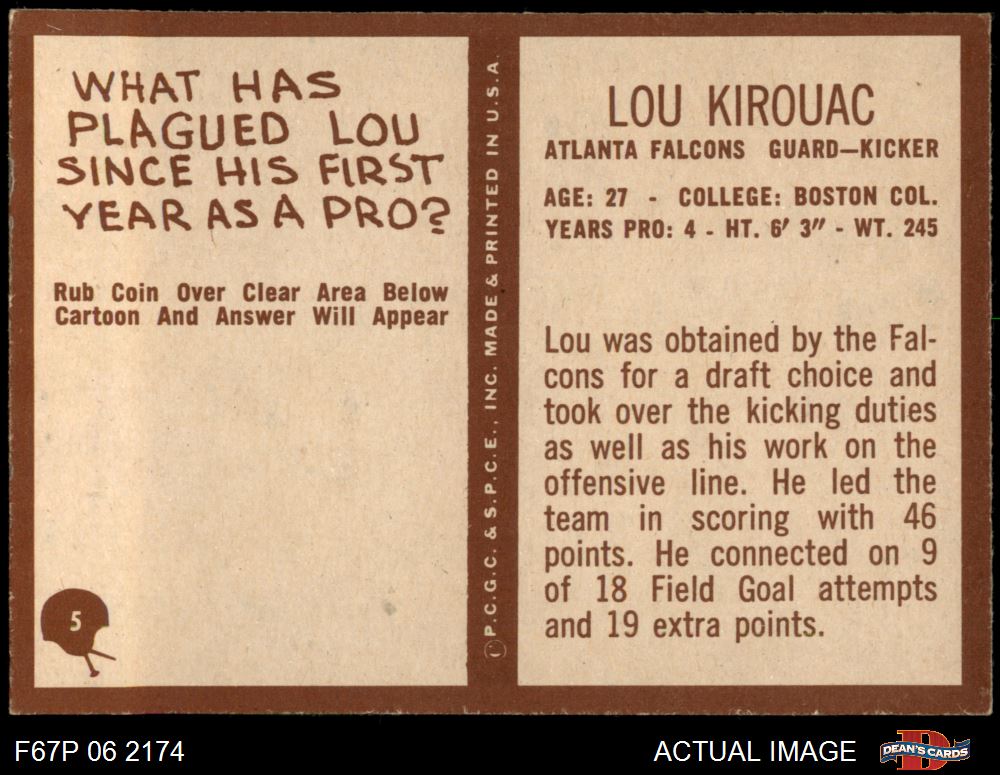 WHAT HAS
PLAGUED LOU
SINCE HIS FIRST
YEAR AS A PRO?
Rub Coin Over Clear Area Below
Cartoon And Answer Will Appear
5
©P.C.G.C. & S.P.C.E., INC. MADE & PRINTED IN U.S.A.
LOU KIROUAC
ATLANTA FALCONS GUARD—KICKER
AGE: 27 - COLLEGE: BOSTON COL.
YEARS PRO: 4 - HT. 6' 3" - WT. 245
Lou was obtained by the Fal-
cons for a draft choice and
took over the kicking duties
as well as his work on the
offensive line. He led the
team in scoring with 46
points. He connected on 9
of 18 Field Goal attempts
and 19 extra points.
F67P 06 2174
ACTUAL IMAGE
DEAN'S CARDS